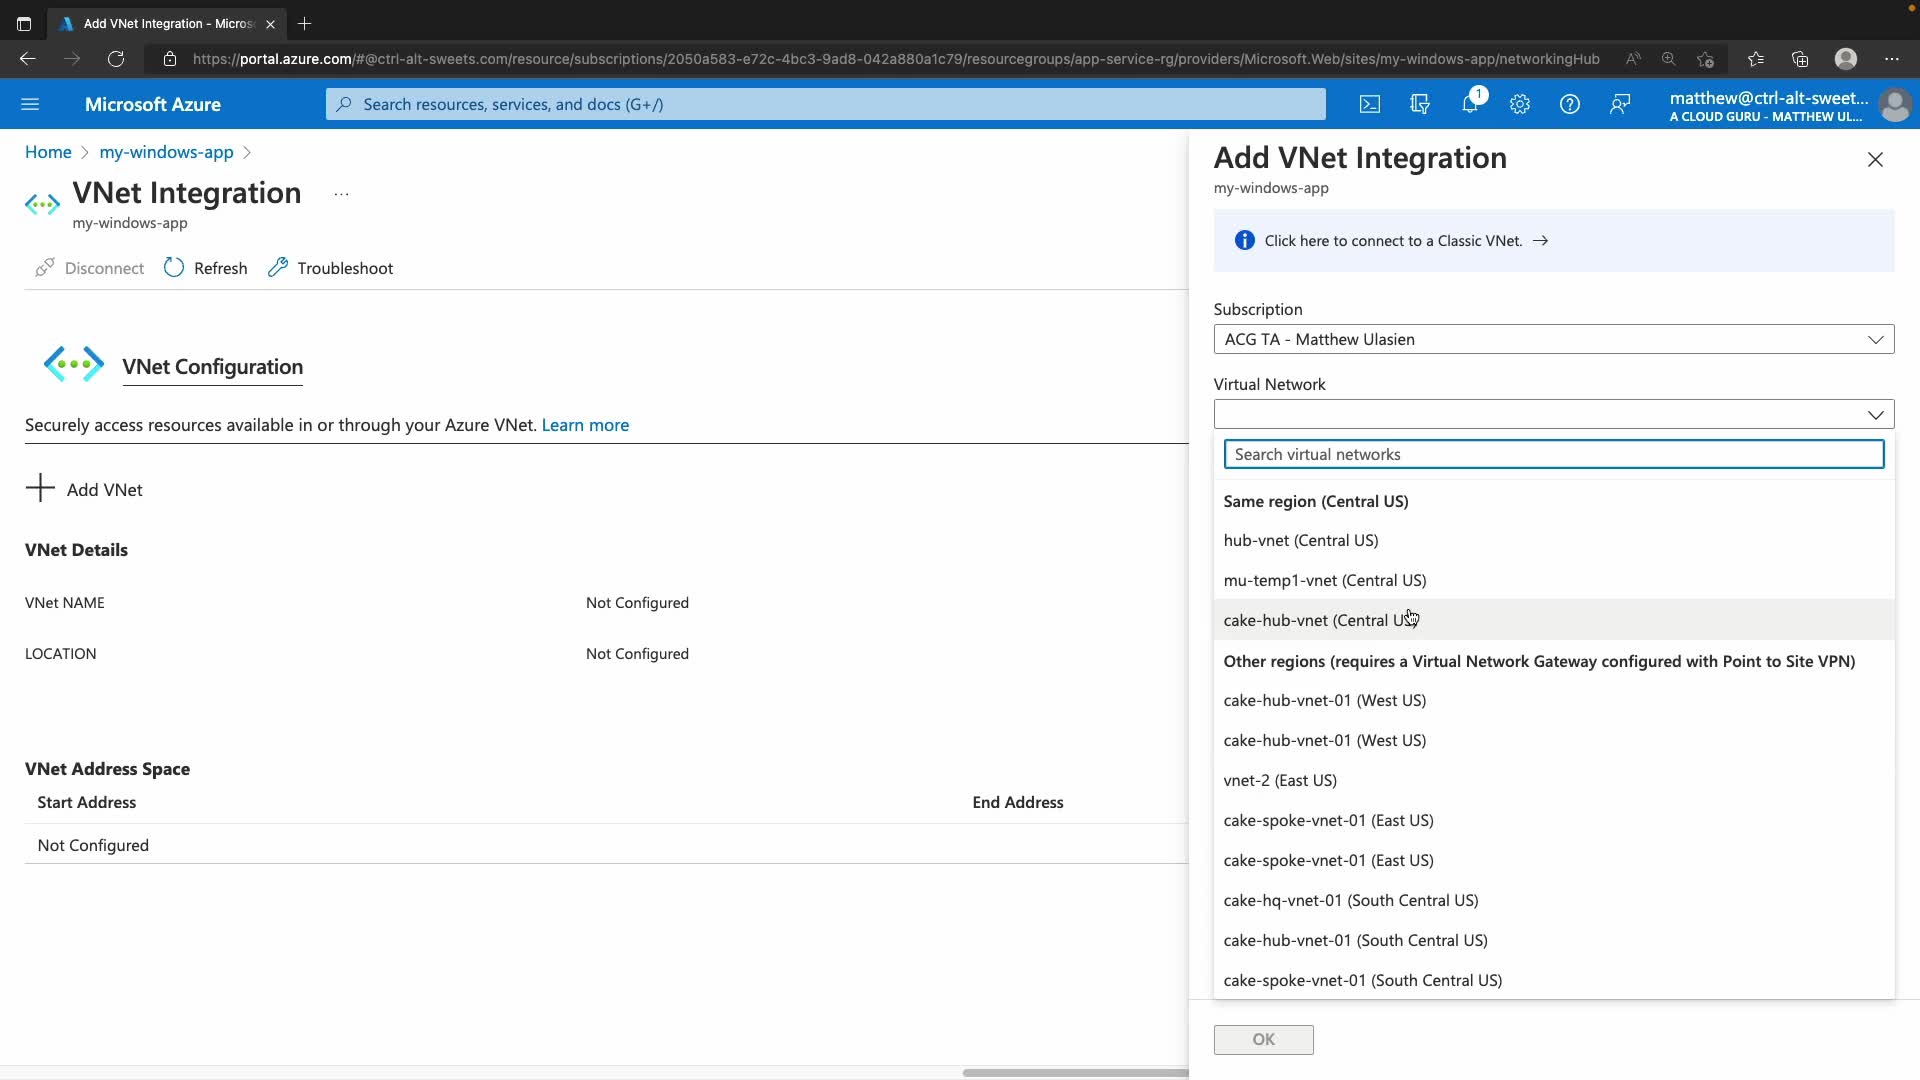 Add VNet Integration - Micros
https://portal.azure.com/#@ctrl-alt-sweets.com/resource/subscriptions/2050a583-e72c-4bc3-9ad8-042a880a1c79/resourcegroups/app-service-rg/providers/Microsoft.Web/sites/my-windows-app/networkingHub
Microsoft Azure
Search resources, services, and docs (G+/)
1
matthew@ctrl-alt-sweet...
A CLOUD GURU - MATTHEW UL...
Home > my-windows-app >
VNet Integration ...
my-windows-app
Disconnect Refresh Troubleshoot
VNet Configuration
Securely access resources available in or through your Azure VNet. Learn more
Add VNet
VNet Details
VNet NAME Not Configured
LOCATION Not Configured
VNet Address Space
Start Address End Address
Not Configured
Add VNet Integration
my-windows-app
Click here to connect to a Classic VNet. →
Subscription
ACG TA - Matthew Ulasien
Virtual Network
Search virtual networks
Same region (Central US)
hub-vnet (Central US)
mu-temp1-vnet (Central US)
cake-hub-vnet (Central US)
Other regions (requires a Virtual Network Gateway configured with Point to Site VPN)
cake-hub-vnet-01 (West US)
cake-hub-vnet-01 (West US)
vnet-2 (East US)
cake-spoke-vnet-01 (East US)
cake-spoke-vnet-01 (East US)
cake-hq-vnet-01 (South Central US)
cake-hub-vnet-01 (South Central US)
cake-spoke-vnet-01 (South Central US)
OK